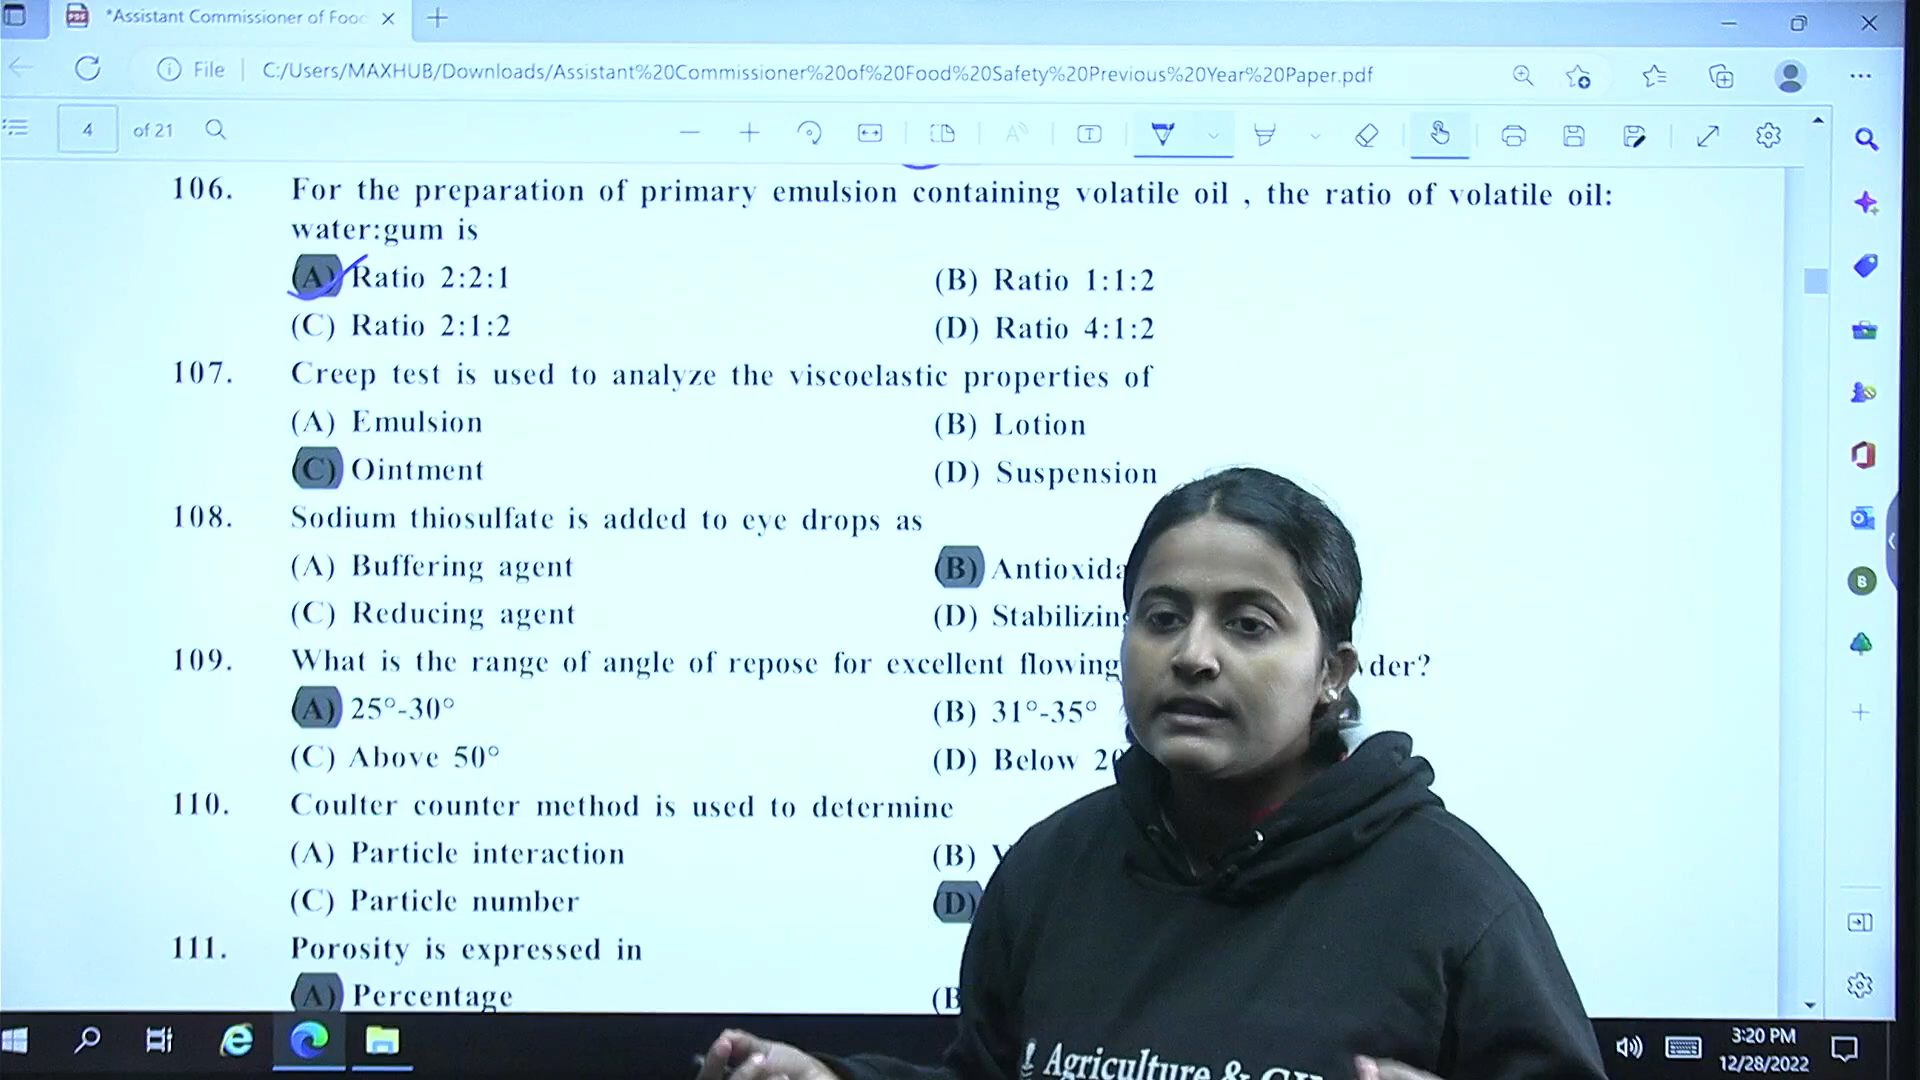 *Assistant Commissioner of Food
File
C:/Users/MAXHUB/Downloads/Assistant%20Commissioner%20of%20Food%20Safety%20Previous%20Year%20Paper.pdf
4 of 21
106. For the preparation of primary emulsion containing volatile oil , the ratio of volatile oil:
water:gum is
(A) Ratio 2:2:1 (B) Ratio 1:1:2
(C) Ratio 2:1:2 (D) Ratio 4:1:2
107. Creep test is used to analyze the viscoelastic properties of
(A) Emulsion (B) Lotion
(C) Ointment (D) Suspension
108. Sodium thiosulfate is added to eye drops as
(A) Buffering agent (B) Antioxida
(C) Reducing agent (D) Stabilizing
109. What is the range of angle of repose for excellent flowing der?
(A) 25°-30° (B) 31°-35°
(C) Above 50° (D) Below 20
110. Coulter counter method is used to determine
(A) Particle interaction (B)
(C) Particle number (D)
111. Porosity is expressed in
(A) Percentage (B
3:20 PM
12/28/2022
Agriculture &